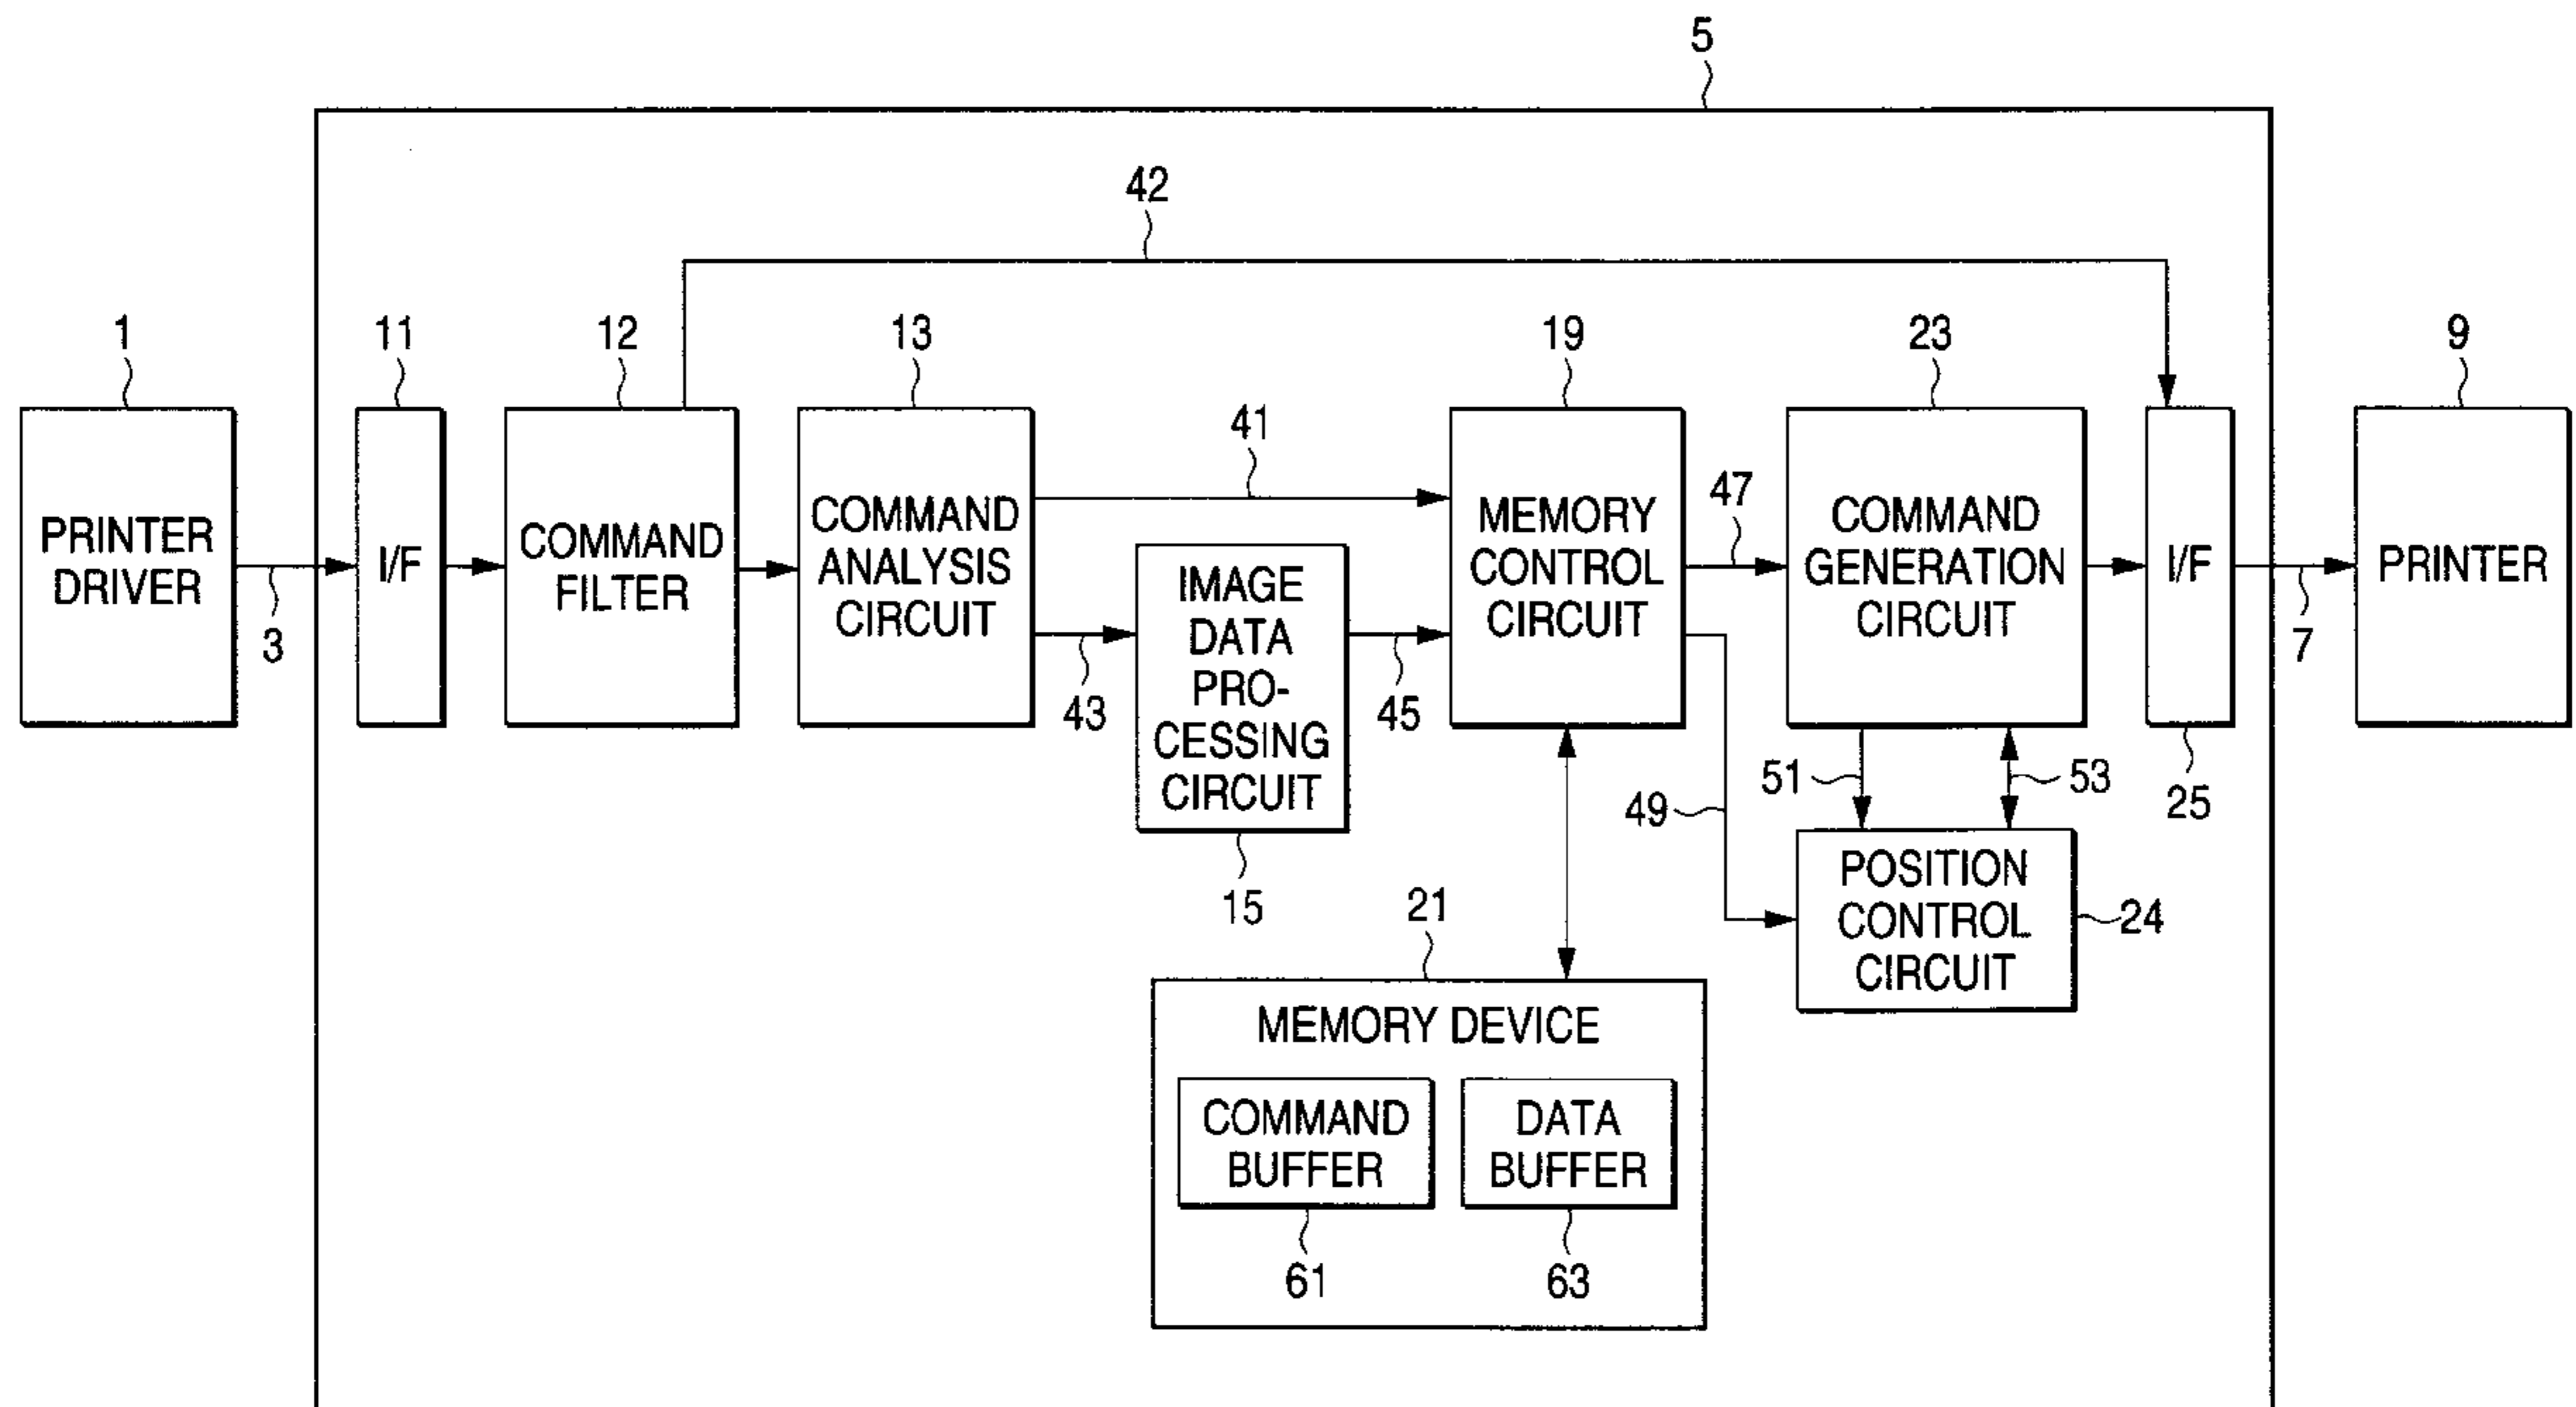 5
42
1
11
12
13
19
23
9
41
47
PRINTER
DRIVER
I/F
COMMAND
FILTER
COMMAND
ANALYSIS
CIRCUIT
IMAGE
DATA
PRO-
CESSING
CIRCUIT
MEMORY
CONTROL
CIRCUIT
COMMAND
GENERATION
CIRCUIT
I/F
PRINTER
3
43
45
7
51
53
25
49
15
21
POSITION
CONTROL
CIRCUIT
24
MEMORY DEVICE
COMMAND
BUFFER
DATA
BUFFER
61
63